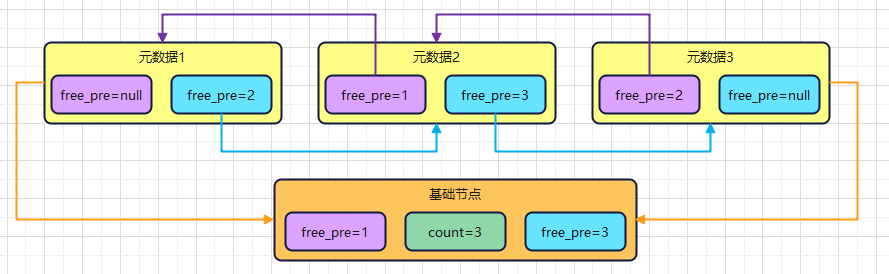 元数据1
free_pre=null
free_pre=2
元数据2
free_pre=1
free_pre=3
元数据3
free_pre=2
free_pre=null
基础节点
free_pre=1
count=3
free_pre=3